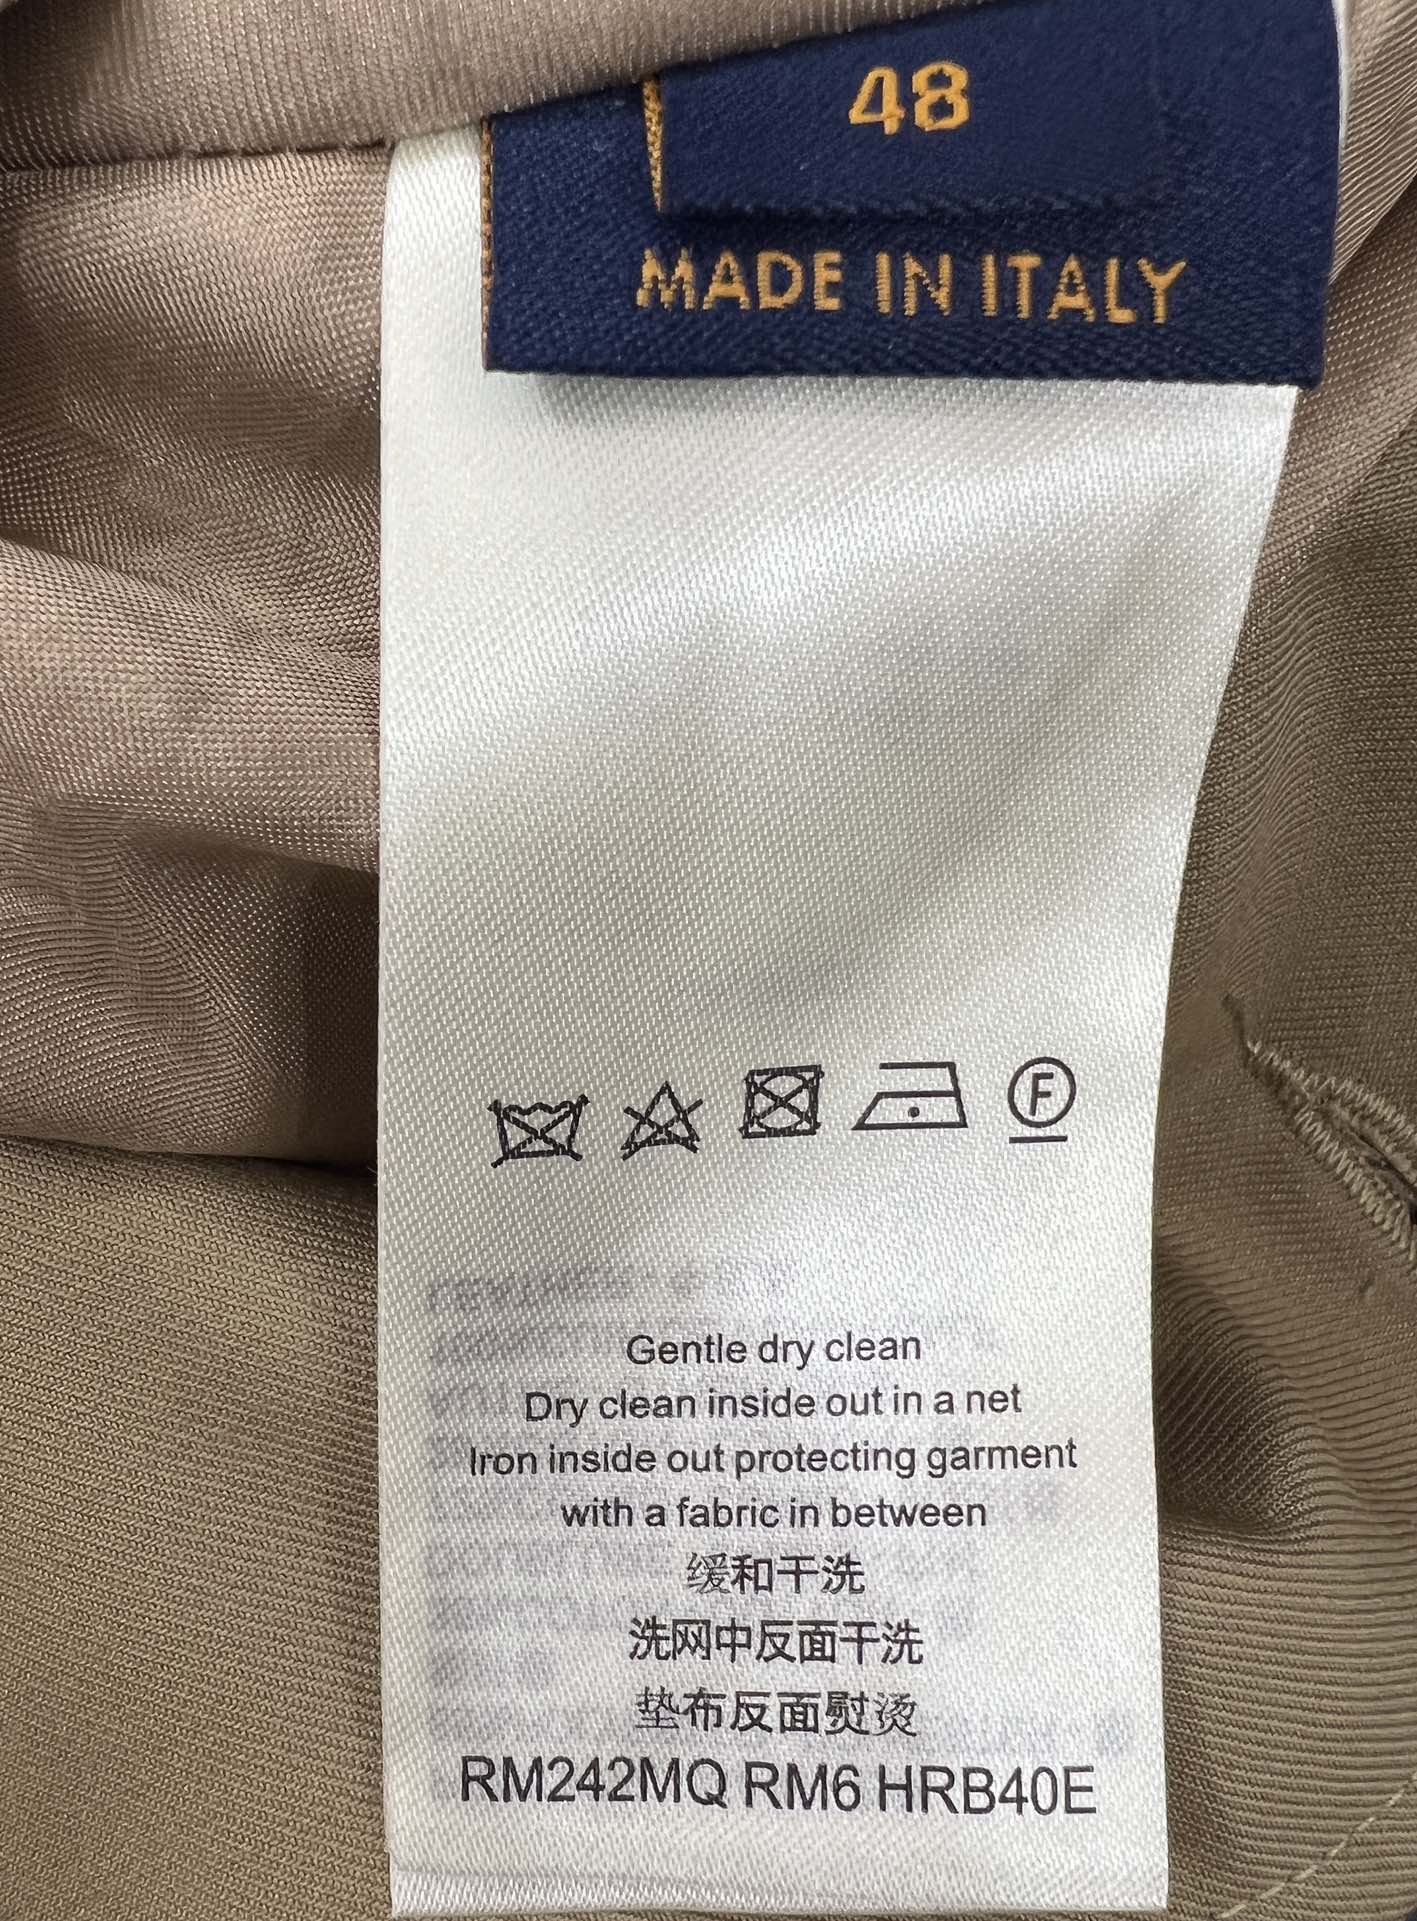 48
MADE IN ITALY
F
Gentle dry clean
Dry clean inside out in a net
Iron inside out protecting garment
with a fabric in between
缓和干洗
洗网中反面干洗
垫布反面熨烫
RM242MQ RM6 HRB40E